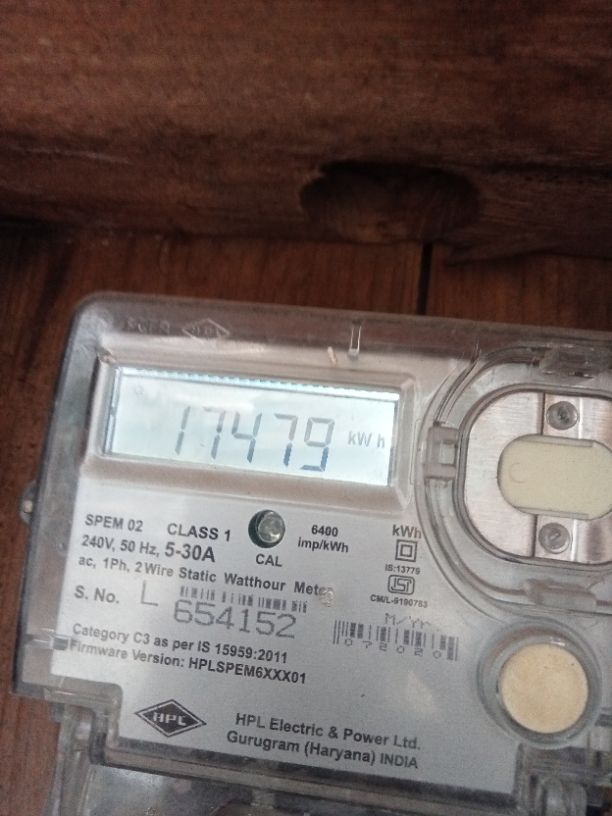 17479 kWh
SPEM 02 CLASS 1 6400 imp/kWh kWh
240V, 50 Hz, 5-30A CAL
IS:13779
ac, 1Ph, 2 Wire Static Watthour Meter
CM/L-9190753
S. No. L 654152
M/Yr
072020
Category C3 as per IS 15959:2011
Firmware Version: HPLSPEM6XXX01
HPL
HPL Electric & Power Ltd.
Gurugram (Haryana) INDIA